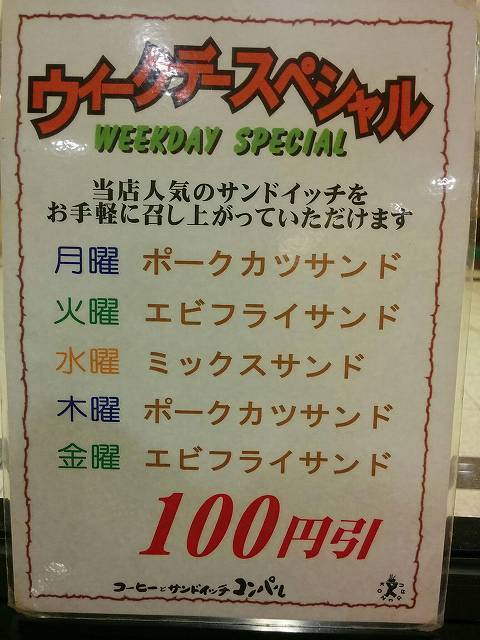 ウイークデースペシャル
WEEKDAY SPECIAL
当店人気のサンドイッチを
お手軽に召し上がっていただけます
月曜 ポークカツサンド
火曜 エビフライサンド
水曜 ミックスサンド
木曜 ポークカツサンド
金曜 エビフライサンド
100円引
コーヒーとサンドイッチ コンパル